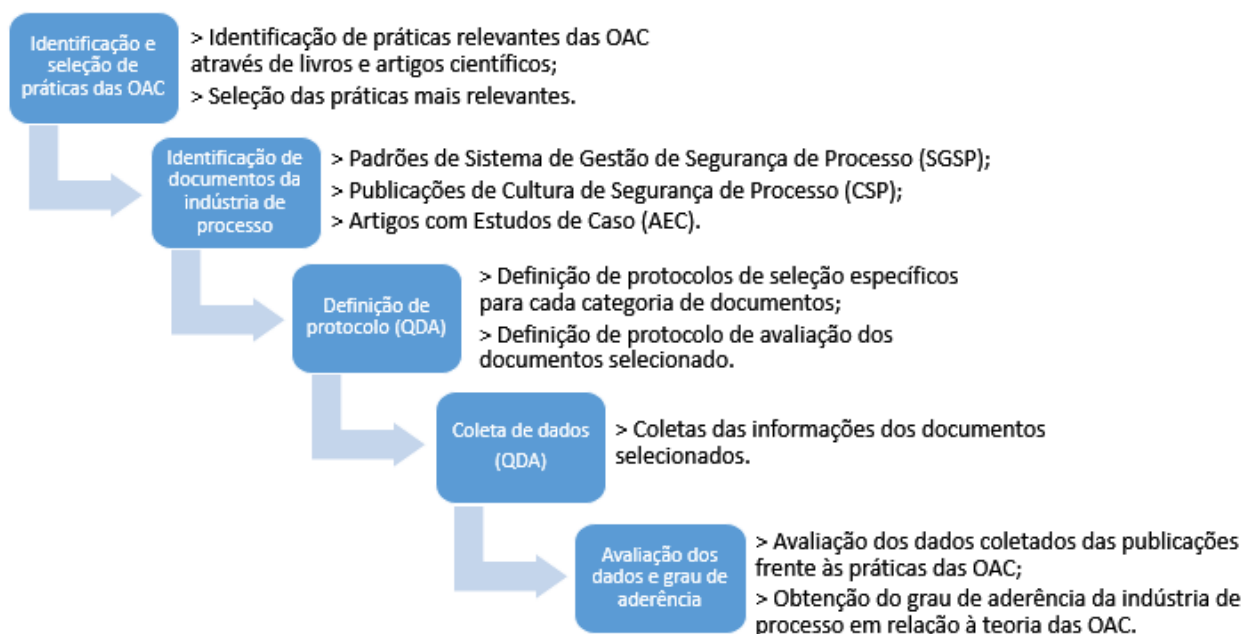 Identificação e
seleção de
práticas das OAC
> Identificação de práticas relevantes das OAC
através de livros e artigos científicos;
> Seleção das práticas mais relevantes.
Identificação de
documentos da
indústria de
processo
> Padrões de Sistema de Gestão de Segurança de Processo (SGSP);
> Publicações de Cultura de Segurança de Processo (CSP);
> Artigos com Estudos de Caso (AEC).
Definição de
protocolo (QDA)
> Definição de protocolos de seleção específicos
para cada categoria de documentos;
> Definição de protocolo de avaliação dos
documentos selecionado.
Coleta de dados
(QDA)
> Coletas das informações dos documentos
selecionados.
Avaliação dos
dados e grau de
aderência
> Avaliação dos dados coletados das publicações
frente às práticas das OAC;
> Obtenção do grau de aderência da indústria de
processo em relação à teoria das OAC.